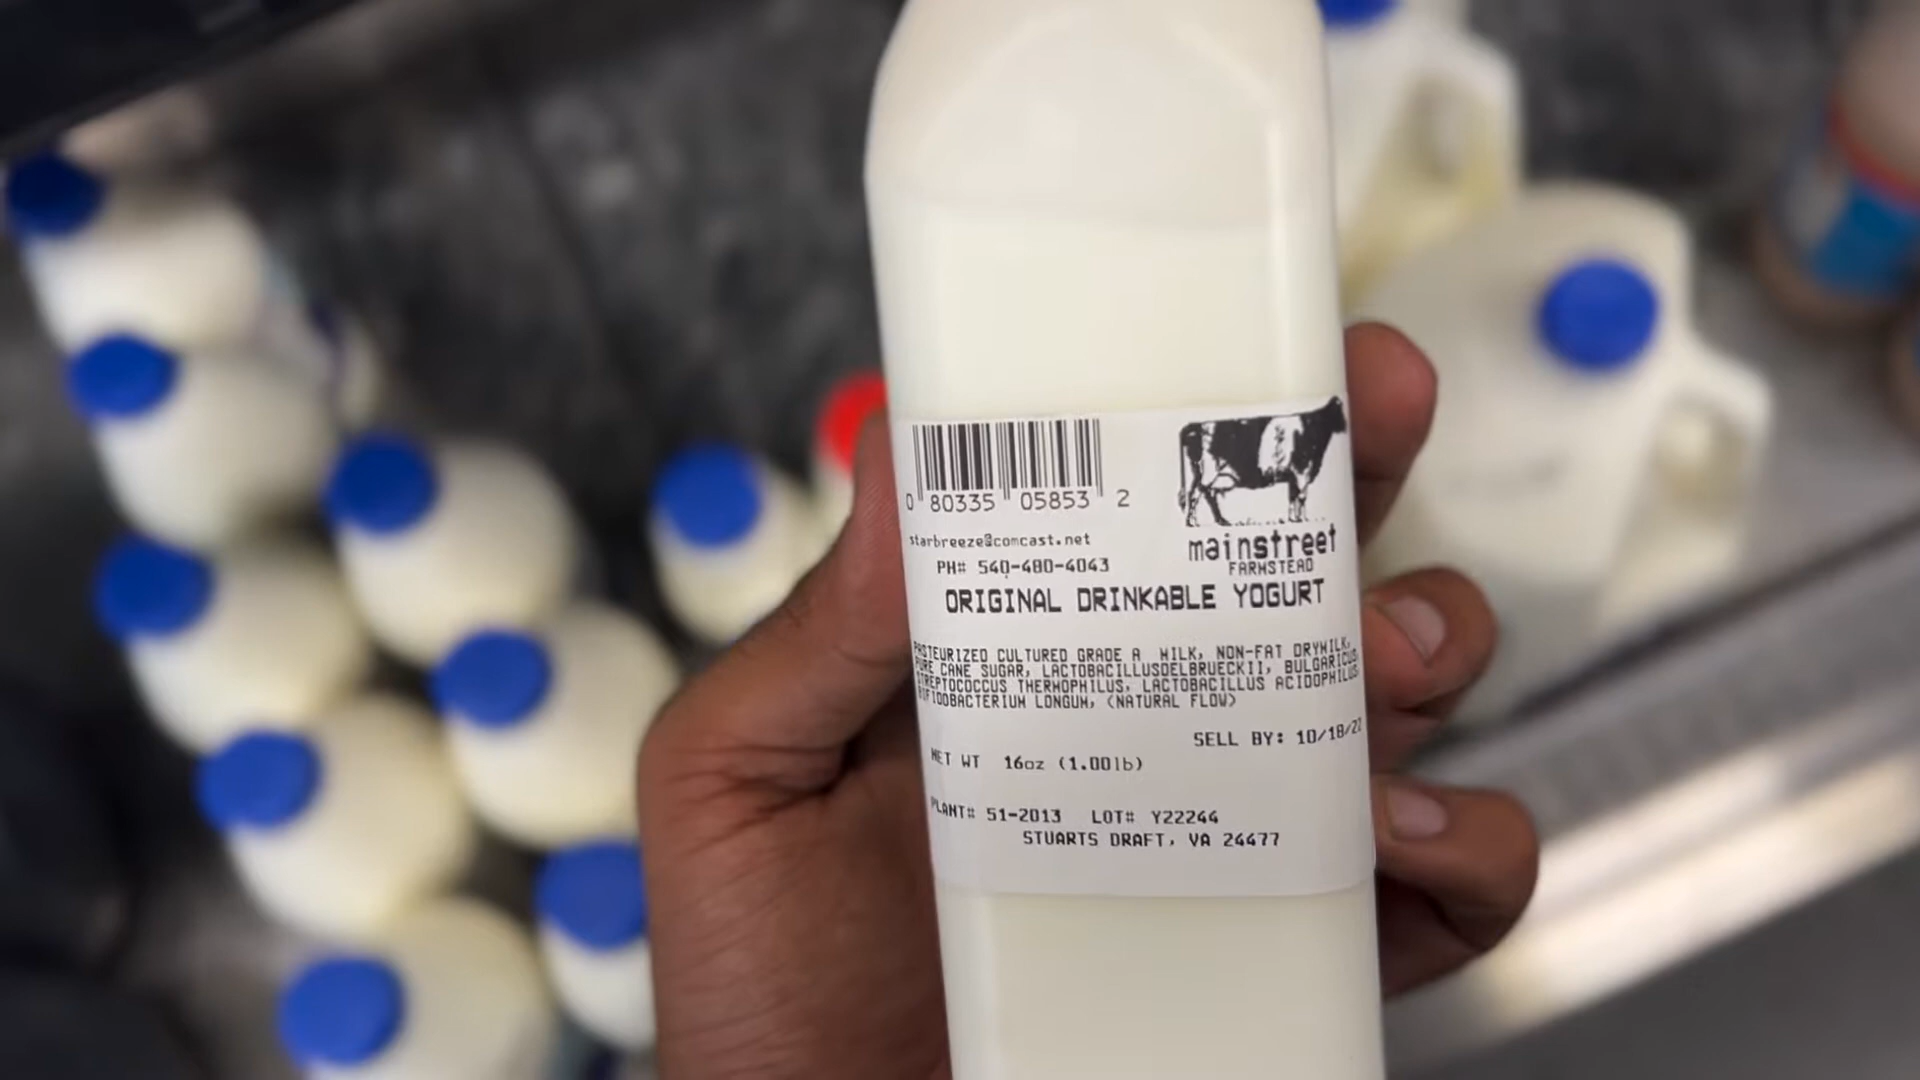 0 80335 05853 2
starbreeze@comcast.net
PH# 540-480-4043
mainstreet
FARMSTEAD
ORIGINAL DRINKABLE YOGURT
PASTEURIZED CULTURED GRADE A MILK, NON-FAT DRYMILK,
PURE CANE SUGAR, LACTOBACILLUSDELBRUECKII, BULGARICUS
STREPTOCOCCUS THERMOPHILUS, LACTOBACILLUS ACIDOPHILUS
BIFIDOBACTERIUM LONGUM, (NATURAL FLOW)
SELL BY: 10/18/22
NET WT 16oz (1.00lb)
PLANT# 51-2013 LOT# Y22244
STUARTS DRAFT, VA 24477